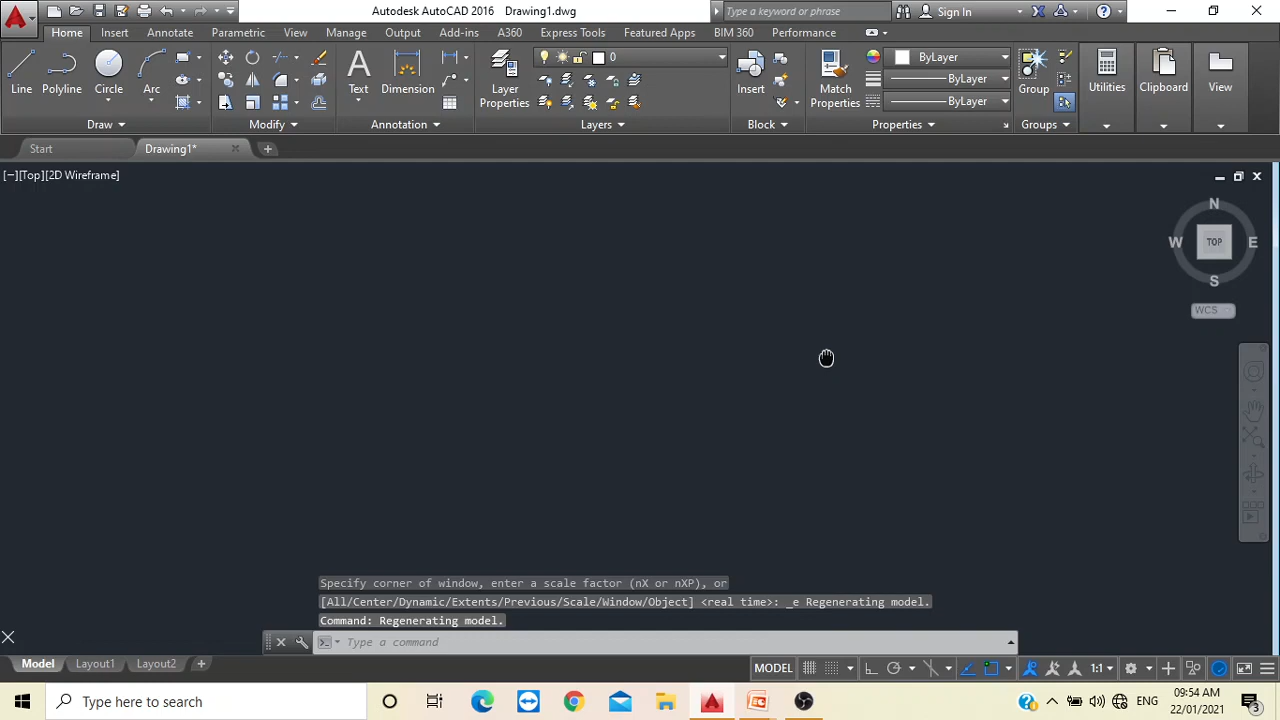 Autodesk AutoCAD 2016 Drawing1.dwg
Type a keyword or phrase
Sign In
Home Insert Annotate Parametric View Manage Output Add-ins A360 Express Tools Featured Apps BIM 360 Performance
Line Polyline Circle Arc
Text Dimension
Layer Properties
0
Insert
Match Properties
ByLayer
ByLayer
ByLayer
Group
Utilities Clipboard View
Draw Modify Annotation Layers Block Properties Groups
Start Drawing1* +
[−][Top][2D Wireframe]
N
W TOP E
S
WCS
Specify corner of window, enter a scale factor (nX or nXP), or
[All/Center/Dynamic/Extents/Previous/Scale/Window/Object] <real time>: _e Regenerating model.
Command: Regenerating model.
Type a command
Model Layout1 Layout2 +
MODEL 1:1
Type here to search
ENG
09:54 AM
22/01/2021
3